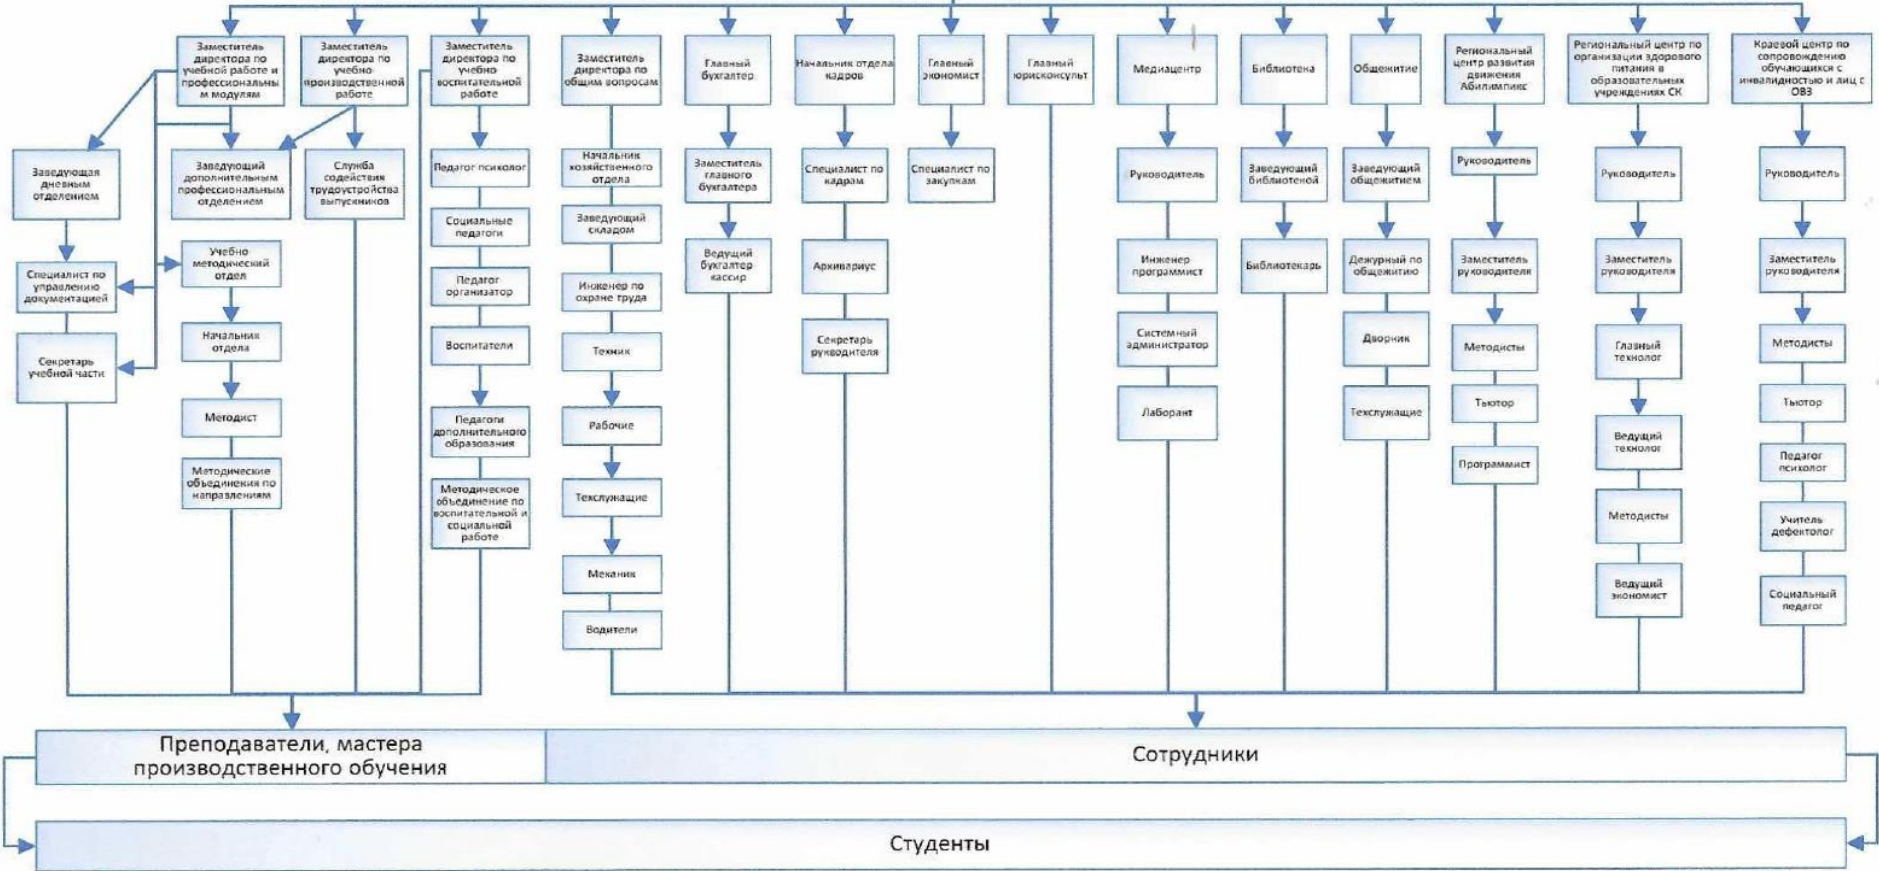 Заместитель
директора по
учебной работе и
профессиональны
м модулям
Заместитель
директора по
учебно
производственной
работе
Заместитель
директора по
учебно
воспитательной
работе
Заместитель
директора по
общим вопросам
Главный
бухгалтер
Начальник отдела
кадров
Главный
экономист
Главный
юрисконсульт
Медиацентр
Библиотека
Общежитие
Региональный
центр развития
движения
Абилимпикс
Региональный центр по
организации здорового
питания в
образовательных
учреждениях СК
Краевой центр по
сопровождению
обучающихся с
инвалидностью и лиц с
ОВЗ
Заведующая
дневным
отделением
Заведующий
дополнительным
профессиональным
отделением
Служба
содействия
трудоустройства
выпускников
Педагог психолог
Начальник
хозяйственного
отдела
Заместитель
главного
бухгалтера
Специалист по
кадрам
Специалист по
закупкам
Руководитель
Заведующий
библиотеной
Заведующий
общежитием
Руководитель
Руководитель
Руководитель
Социальные
педагоги
Заведующий
складом
Специалист по
управлению
документацией
Учебно
методический
отдел
Педагог
организатор
Инженер по
охране труда
Ведущий
бухгалтер
кассир
Архивариус
Инженер
программист
Библиотекарь
Дежурный по
общежитию
Заместитель
руководителя
Заместитель
руководителя
Заместитель
руководителя
Секретарь
учебной части
Начальник
отдела
Воспитатели
Техник
Секретарь
руководителя
Системный
администратор
Дворник
Методисты
Главный
технолог
Методисты
Методист
Педагоги
дополнительного
образования
Рабочие
Лаборант
Техслужащие
Тьютор
Ведущий
технолог
Тьютор
Методические
объединения по
направлениям
Методическое
объединение по
воспитательной и
социальной
работе
Техслужащие
Программист
Методисты
Педагог
психолог
Учитель
дефектолог
Механик
Ведущий
экономист
Социальный
педагог
Водители
Преподаватели, мастера
производственного обучения
Сотрудники
Студенты